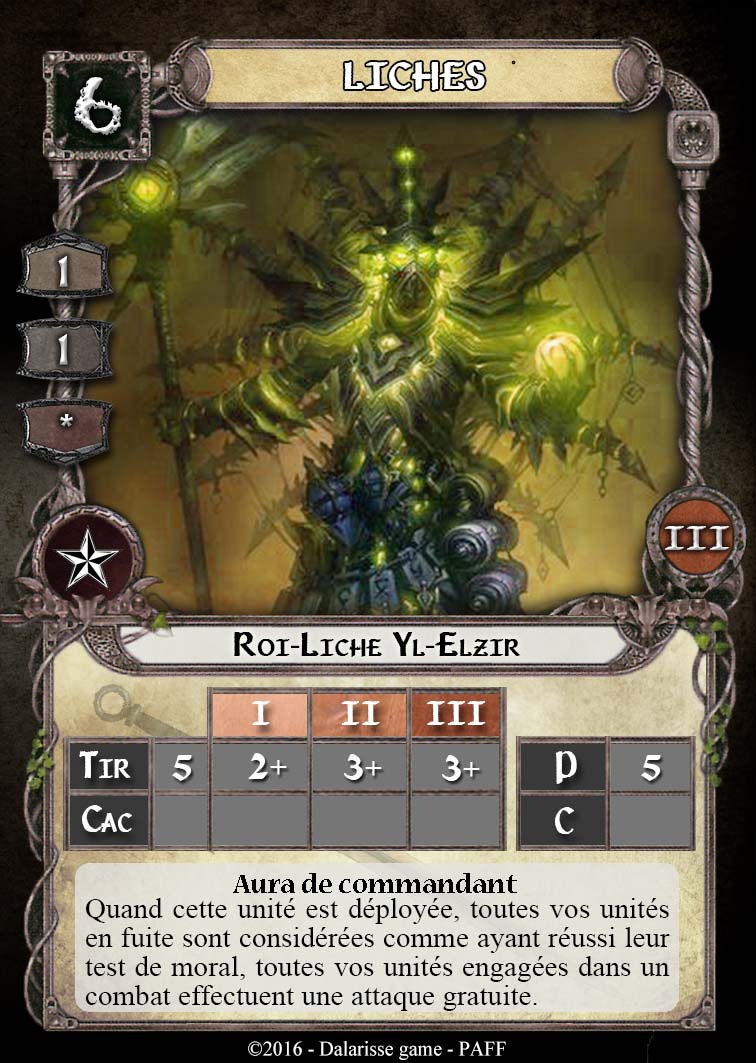 LICHES
6
1
1
*
III
ROI-LICHE YL-ELZIR
I II III
TIR 5 2+ 3+ 3+ P 5
CAC C
Aura de commandant
Quand cette unité est déployée, toutes vos unités
en fuite sont considérées comme ayant réussi leur
test de moral, toutes vos unités engagées dans un
combat effectuent une attaque gratuite.
©2016 - Dalarisse game - PAFF